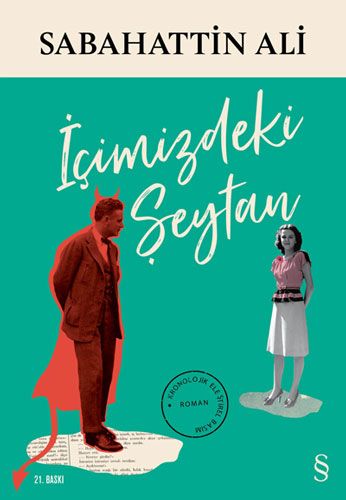 SABAHATTİN ALİ
İçimizdeki
Şeytan
KRONOLOJİK ELEŞTİREL BASIM
ROMAN
21. BASKI